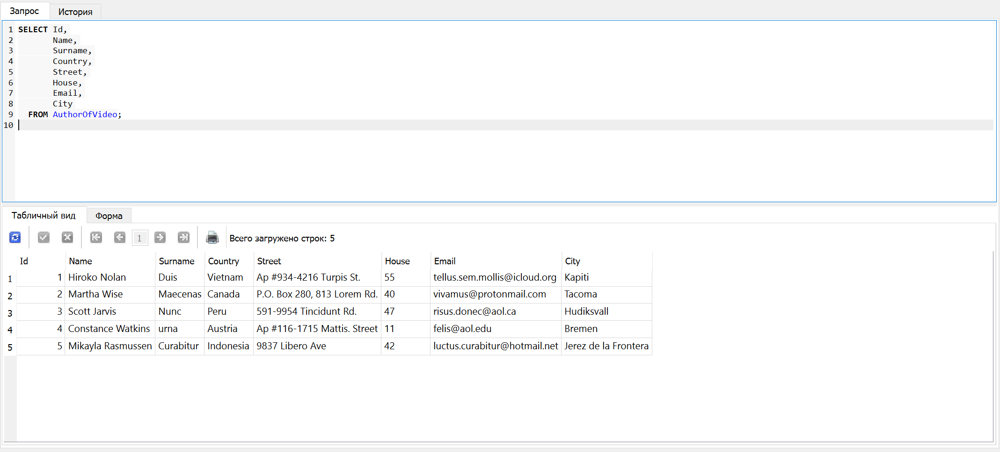 Запрос История
1 SELECT Id,
2 Name,
3 Surname,
4 Country,
5 Street,
6 House,
7 Email,
8 City
9 FROM AuthorOfVideo;
10
Табличный вид Форма
1 Всего загружено строк: 5
Id Name Surname Country Street House Email City
1 1 Hiroko Nolan Duis Vietnam Ap #934-4216 Turpis St. 55 tellus.sem.mollis@icloud.org Kapiti
2 2 Martha Wise Maecenas Canada P.O. Box 280, 813 Lorem Rd. 40 vivamus@protonmail.com Tacoma
3 3 Scott Jarvis Nunc Peru 591-9954 Tincidunt Rd. 47 risus.donec@aol.ca Hudiksvall
4 4 Constance Watkins urna Austria Ap #116-1715 Mattis. Street 11 felis@aol.edu Bremen
5 5 Mikayla Rasmussen Curabitur Indonesia 9837 Libero Ave 42 luctus.curabitur@hotmail.net Jerez de la Frontera